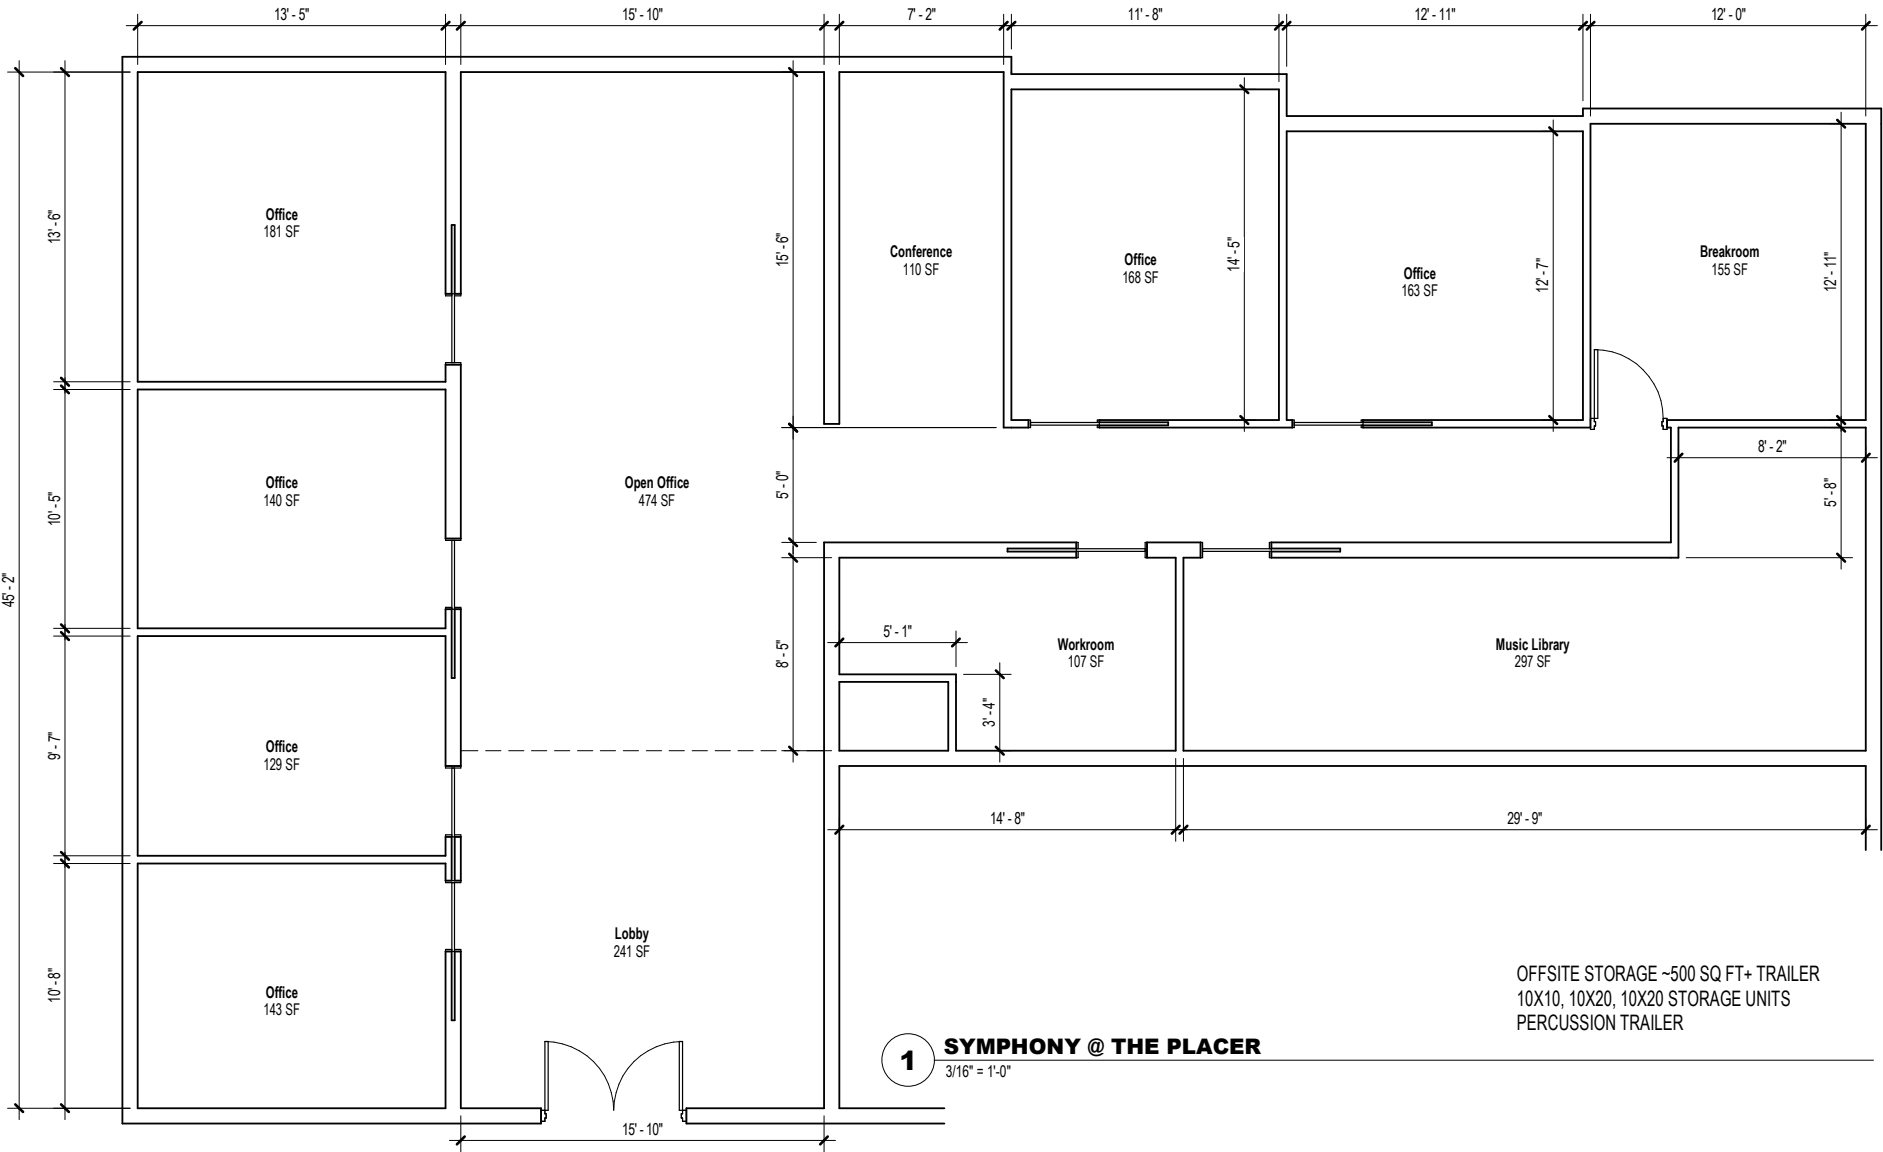 13' - 5"
15' - 10"
7' - 2"
11' - 8"
12' - 11"
12' - 0"
45' - 2"
13' - 6"
Office
181 SF
15' - 6"
Conference
110 SF
Office
168 SF
14' - 5"
Office
163 SF
12' - 7"
Breakroom
155 SF
12' - 11"
10' - 5"
Office
140 SF
Open Office
474 SF
5' - 0"
8' - 2"
5' - 8"
9' - 7"
Office
129 SF
8' - 5"
5' - 1"
3' - 4"
Workroom
107 SF
Music Library
297 SF
14' - 8"
29' - 9"
10' - 8"
Office
143 SF
Lobby
241 SF
15' - 10"
OFFSITE STORAGE ~500 SQ FT+ TRAILER
10X10, 10X20, 10X20 STORAGE UNITS
PERCUSSION TRAILER
1
SYMPHONY @ THE PLACER
3/16" = 1'-0"